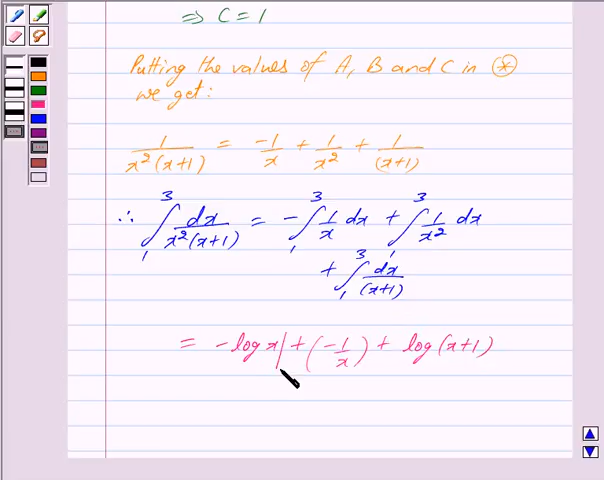 ⇒ C = 1
Putting the values of A, B and C in ⊛
we get:
1/x²(x+1) = -1/x + 1/x² + 1/(x+1)
∴ ∫₁³ dx/x²(x+1) = - ∫₁³ 1/x dx + ∫₁³ 1/x² dx
+ ∫₁³ dx/(x+1)
= - log x| + (-1/x) + log (x+1)